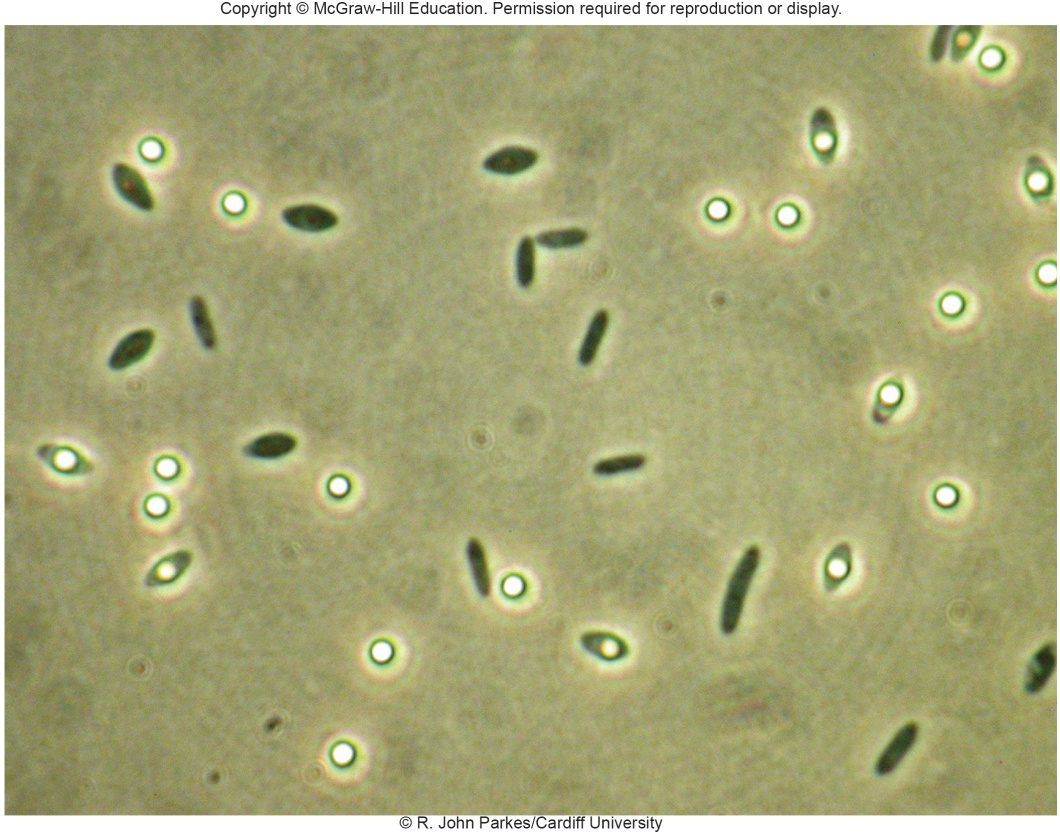 Copyright © McGraw-Hill Education. Permission required for reproduction or display.
© R. John Parkes/Cardiff University